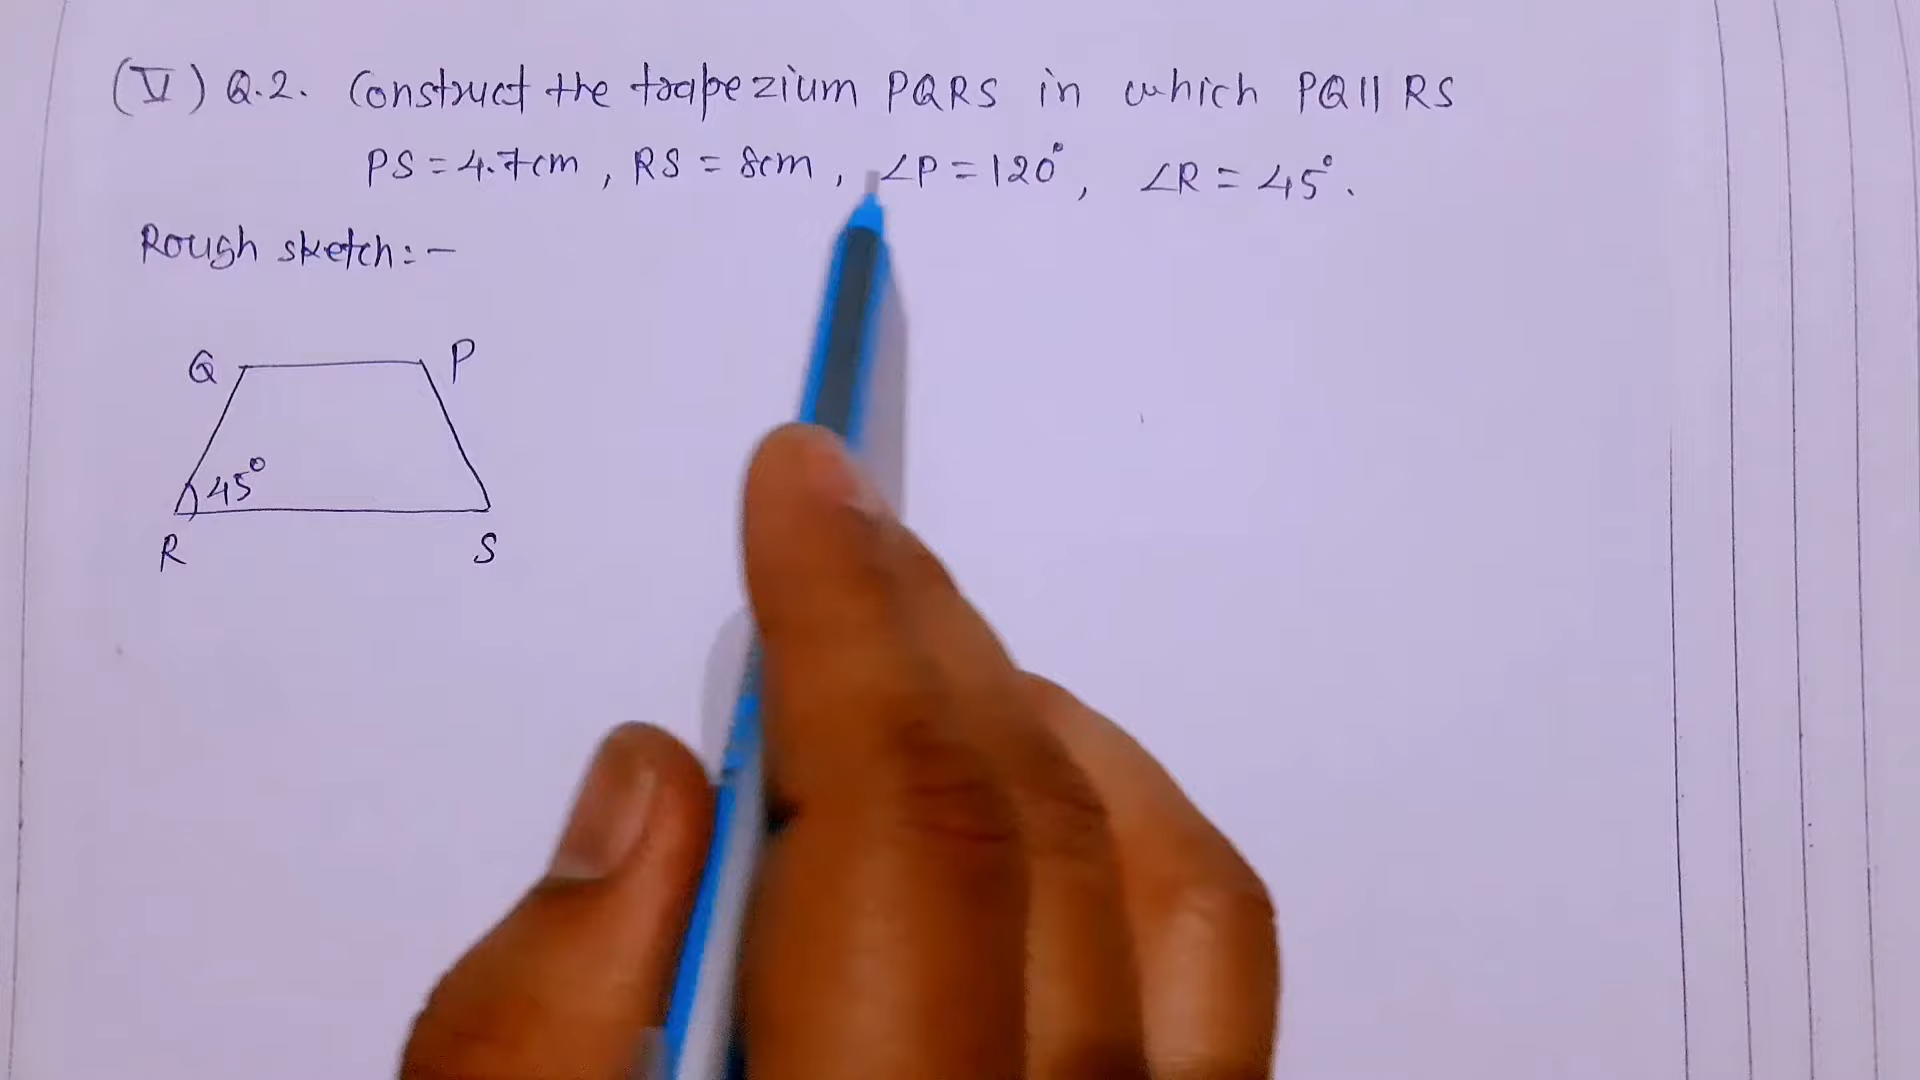 (V) Q.2. Construct the trapezium PQRS in which PQ || RS
PS = 4.7cm , RS = 8cm , ∠P = 120° , ∠R = 45° .
Rough sketch:-
Q P
45°
R S